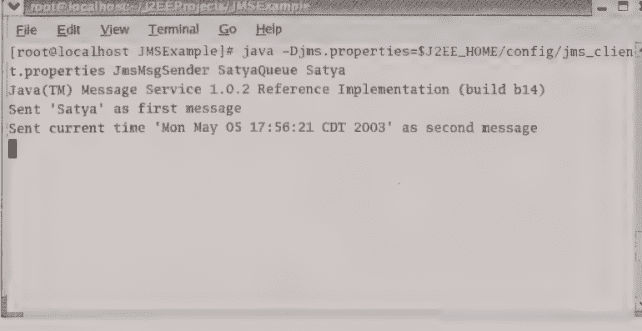 root@localhost:~/J2EEProjects/JMSExample
File Edit View Terminal Go Help
[root@localhost JMSExample]# java -Djms.properties=$J2EE_HOME/config/jms_clien
t.properties JmsMsgSender SatyaQueue Satya
Java(TM) Message Service 1.0.2 Reference Implementation (build b14)
Sent 'Satya' as first message
Sent current time 'Mon May 05 17:56:21 CDT 2003' as second message